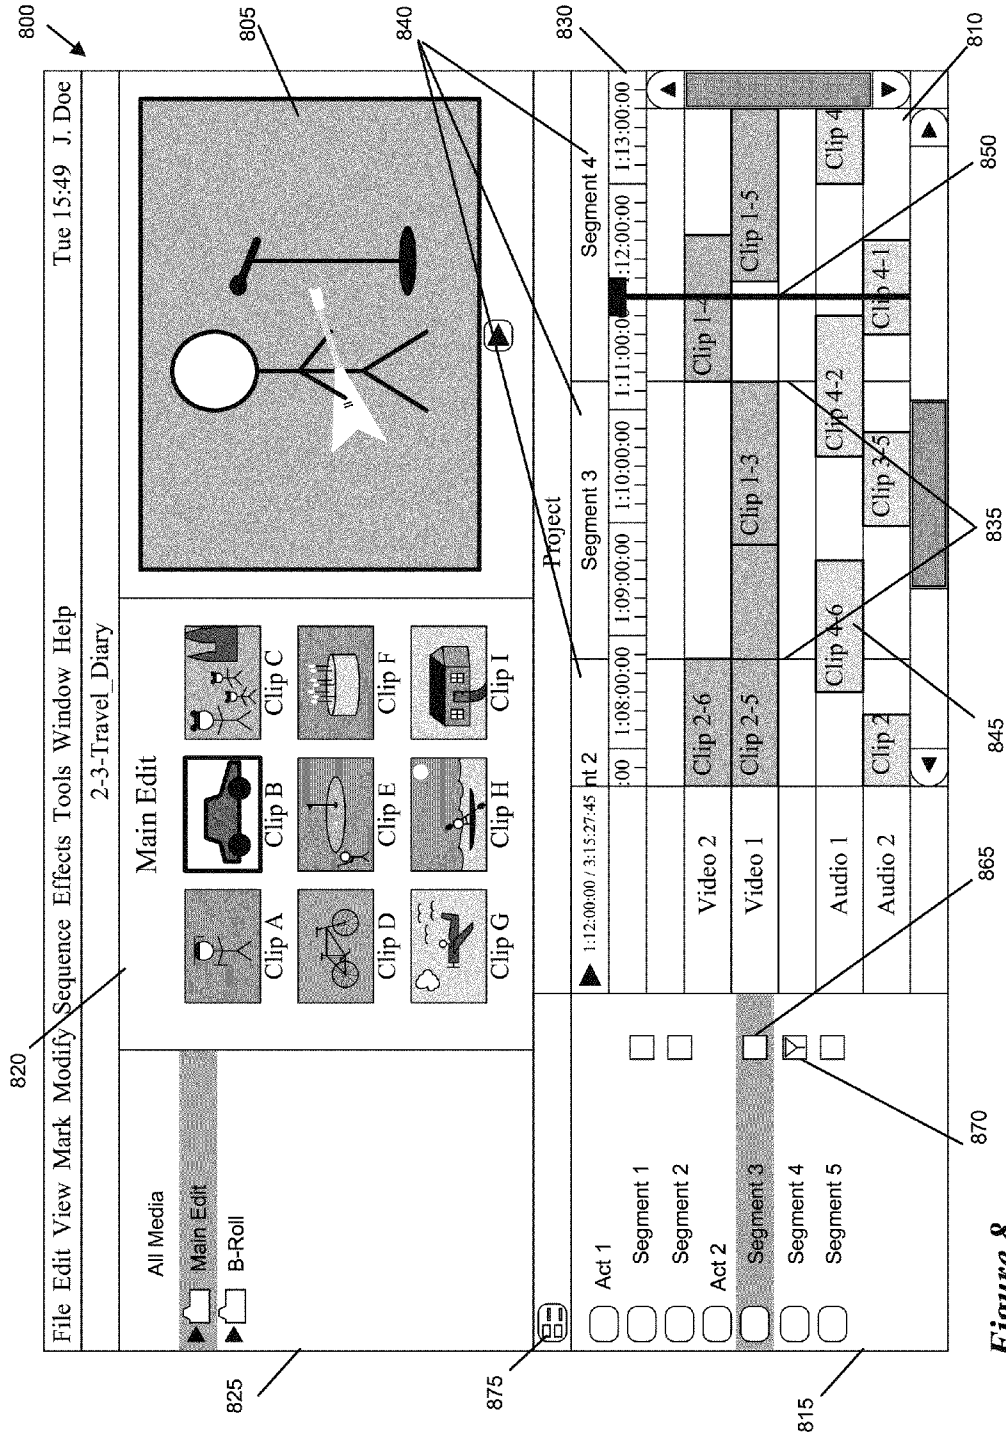 800
File Edit View Mark Modify Sequence Effects Tools Window Help
Tue 15:49 J. Doe
2-3-Travel_Diary
820
805
840
825
All Media
Main Edit
B-Roll
Main Edit
Clip A
Clip B
Clip C
Clip D
Clip E
Clip F
Clip G
Clip H
Clip I
875
Project
830
1:12:00:00 / 3:15:27:45
nt 2
Segment 3
Segment 4
:00
1:08:00:00
1:09:00:00
1:10:00:00
1:11:00:00
:12:00:00
1:13:00:00
Act 1
Segment 1
Segment 2
Act 2
Segment 3
Segment 4
Segment 5
Video 2
Clip 2-6
Clip 1-4
Video 1
Clip 2-5
Clip 1-3
Clip 1-5
Audio 1
Clip 4-6
Clip 4-2
Clip 4
Audio 2
Clip 2
Clip 3-5
Clip 4-1
815
870
865
845
835
850
810
Figure 8